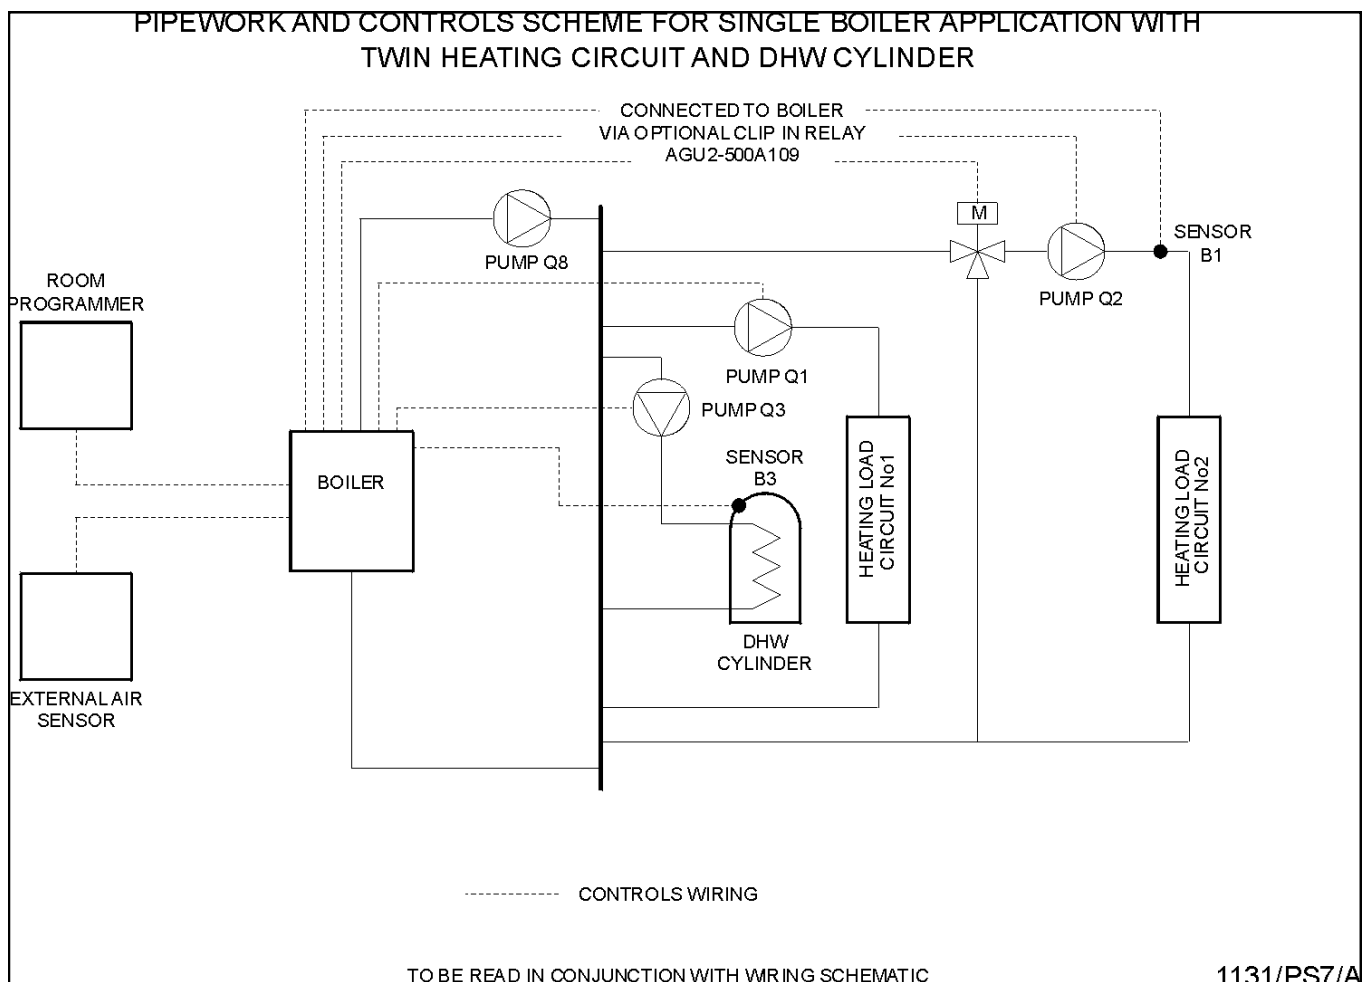 PIPEWORK AND CONTROLS SCHEME FOR SINGLE BOILER APPLICATION WITH
TWIN HEATING CIRCUIT AND DHW CYLINDER
CONNECTED TO BOILER
VIA OPTIONAL CLIP IN RELAY
AGU2-500A109
M
SENSOR
B1
PUMP Q8
PUMP Q2
ROOM
PROGRAMMER
PUMP Q1
PUMP Q3
SENSOR
B3
BOILER
HEATING LOAD
CIRCUIT No1
HEATING LOAD
CIRCUIT No2
DHW
CYLINDER
EXTERNAL AIR
SENSOR
CONTROLS WIRING
TO BE READ IN CONJUNCTION WITH WIRING SCHEMATIC
1131/PS7/A